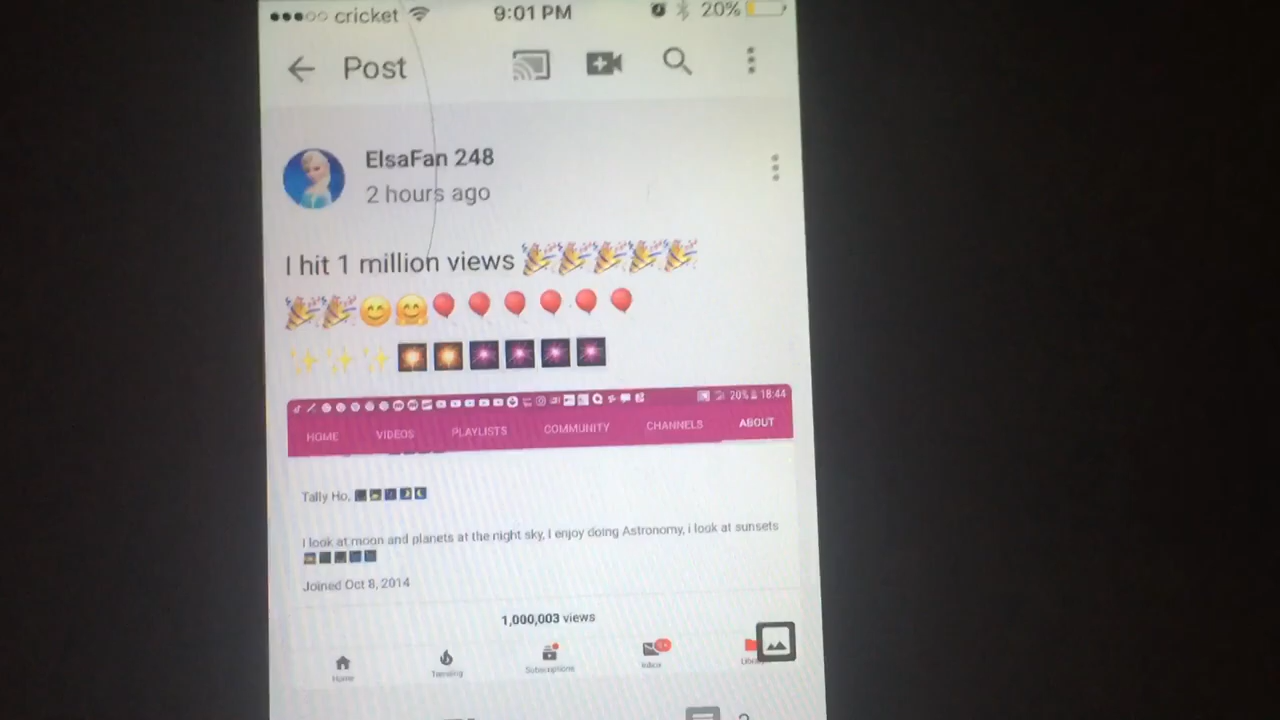 cricket 9:01 PM 20%
Post
ElsaFan 248
2 hours ago
I hit 1 million views 🎉🎉🎉🎉🎉
🎉🎉😊🤗🎈🎈🎈🎈🎈🎈
✨✨✨🎇🎇🎆🎆🎆🎆
20% 18:44
HOME VIDEOS PLAYLISTS COMMUNITY CHANNELS ABOUT
Tally Ho,
I look at moon and planets at the night sky, I enjoy doing Astronomy, i look at sunsets
Joined Oct 8, 2014
1,000,003 views
Home Trending Subscriptions Inbox